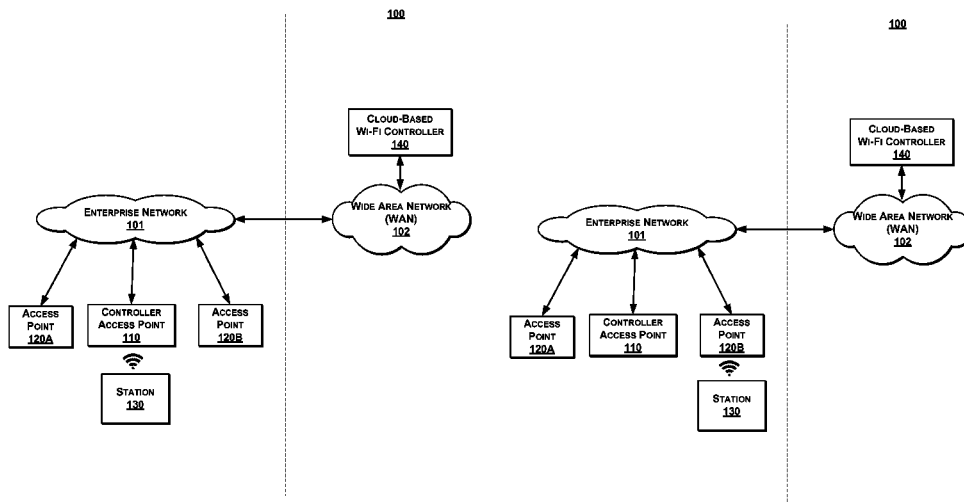 100
CLOUD-BASED
WI-FI CONTROLLER
140
ENTERPRISE NETWORK
101
WIDE AREA NETWORK
(WAN)
102
ACCESS
POINT
120A
CONTROLLER
ACCESS POINT
110
ACCESS
POINT
120B
STATION
130
100
CLOUD-BASED
WI-FI CONTROLLER
140
ENTERPRISE NETWORK
101
WIDE AREA NETWORK
(WAN)
102
ACCESS
POINT
120A
CONTROLLER
ACCESS POINT
110
ACCESS
POINT
120B
STATION
130